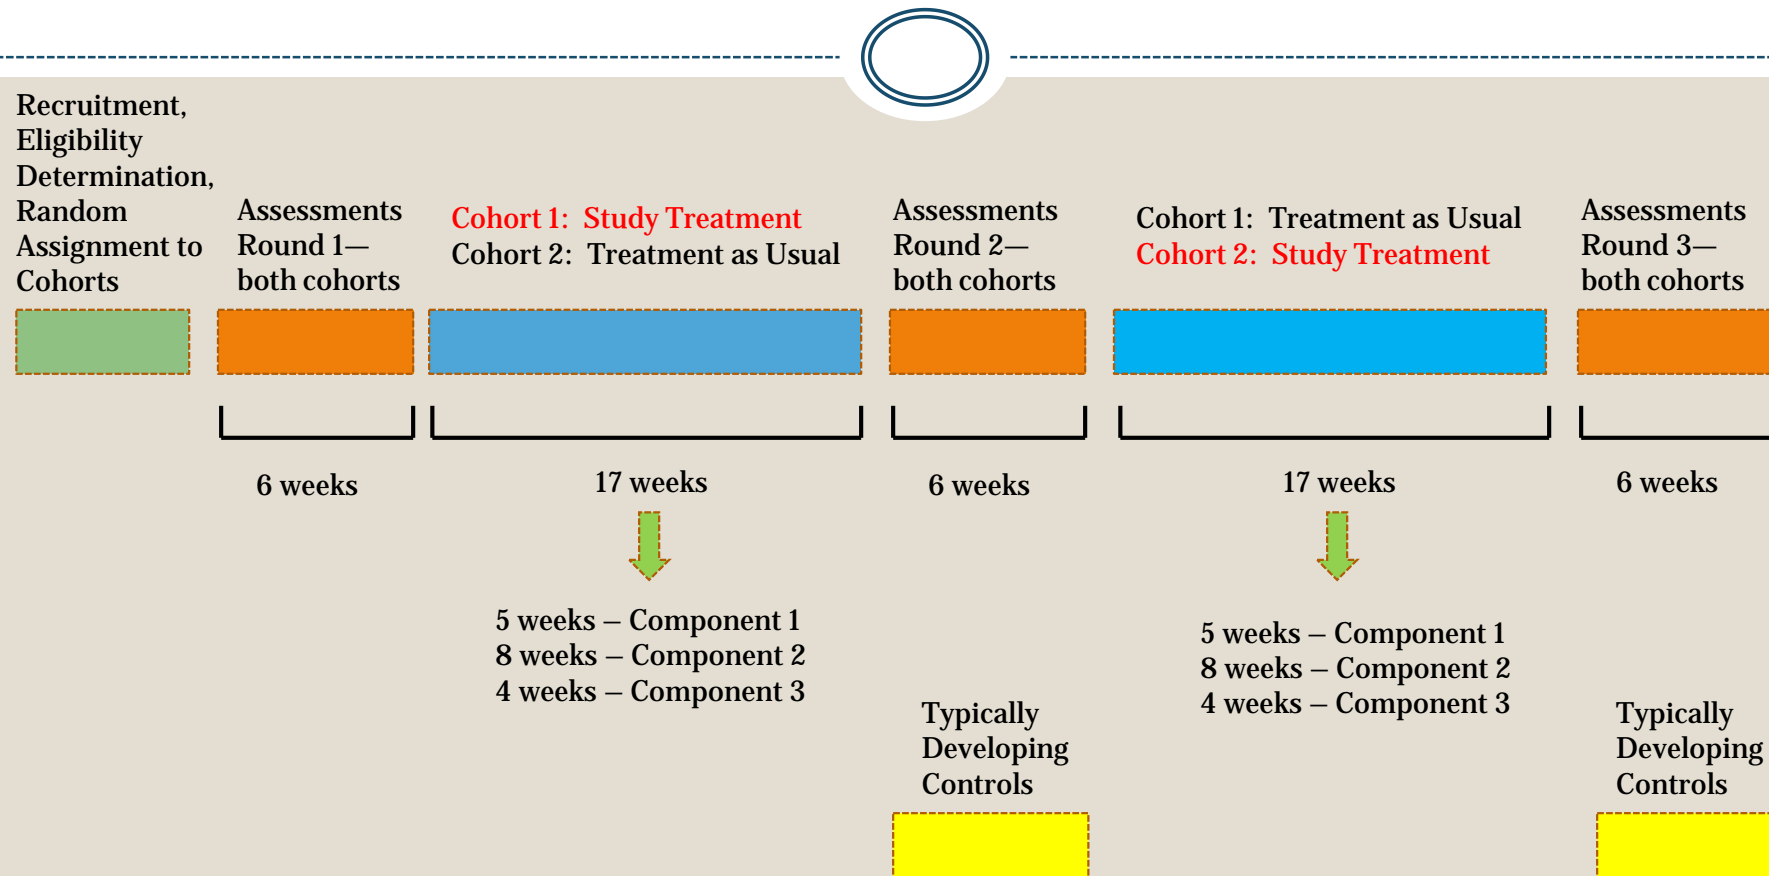 Recruitment,
Eligibility
Determination,
Random
Assignment to
Cohorts
Assessments
Round 1—
both cohorts
Cohort 1:  Study Treatment
Cohort 2:  Treatment as Usual
Assessments
Round 2—
both cohorts
Cohort 1:  Treatment as Usual
Cohort 2:  Study Treatment
Assessments
Round 3—
both cohorts
6 weeks
17 weeks
6 weeks
17 weeks
6 weeks
5 weeks – Component 1
8 weeks – Component 2
4 weeks – Component 3
5 weeks – Component 1
8 weeks – Component 2
4 weeks – Component 3
Typically
Developing
Controls
Typically
Developing
Controls